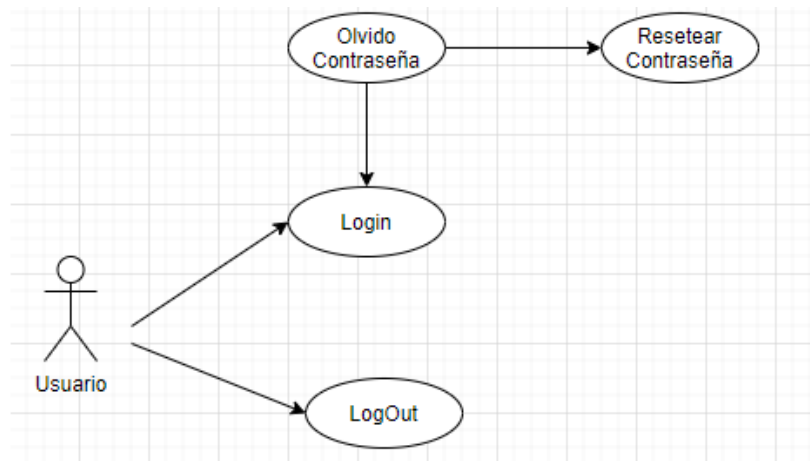 Olvido
Contraseña
Resetear
Contraseña
Login
Usuario
LogOut